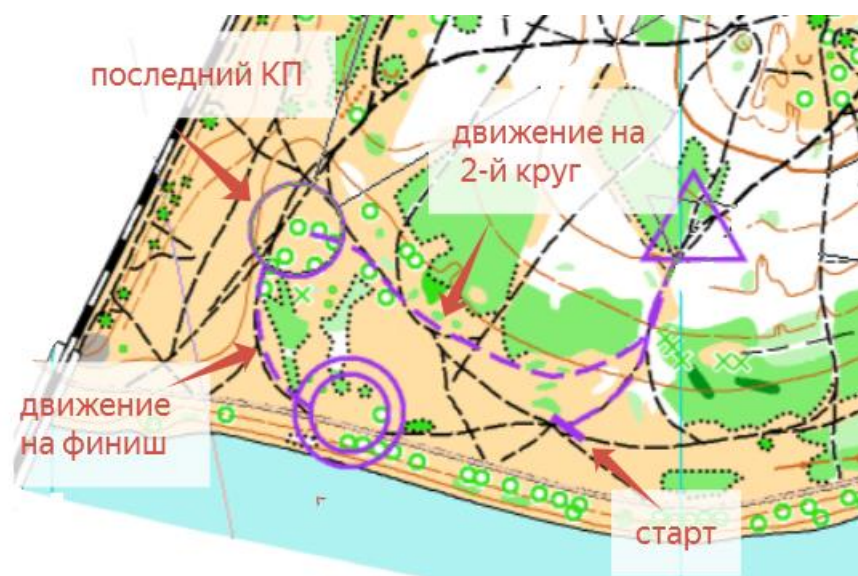 последний КП
движение на
2-й круг
движение
на финиш
старт